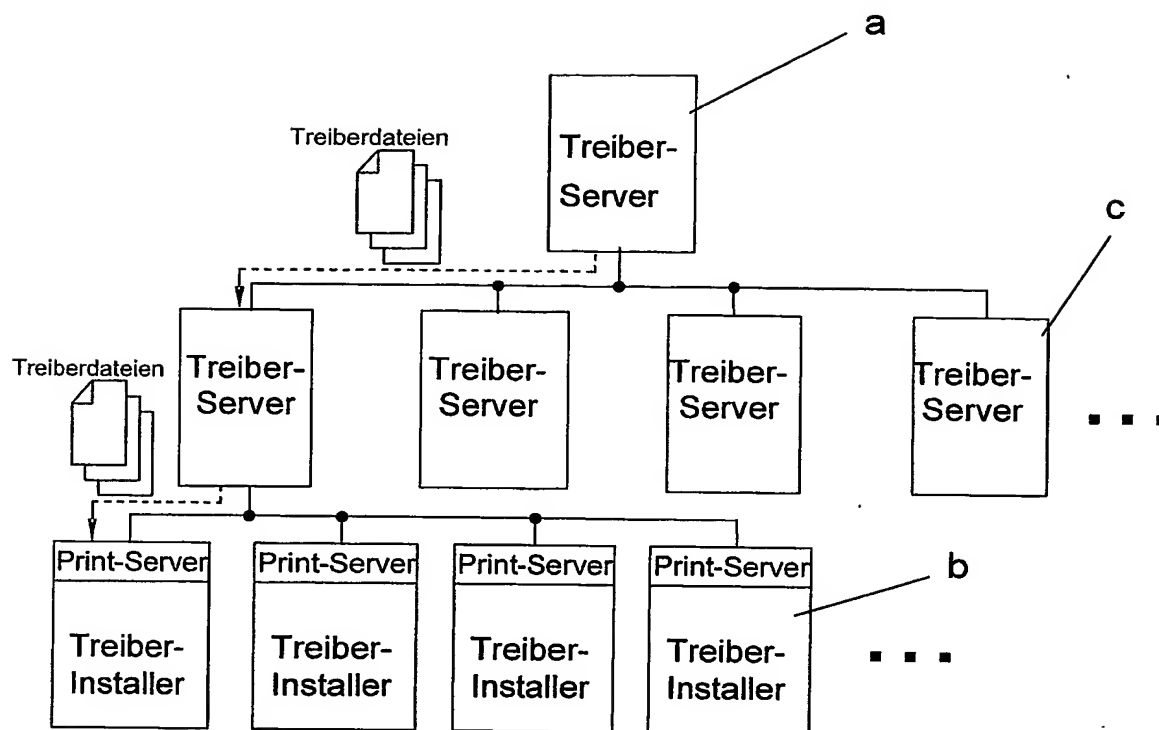 a
Treiberdateien
Treiber-
Server
c
Treiberdateien
Treiber-
Server
Treiber-
Server
Treiber-
Server
Treiber-
Server
Print-Server
Treiber-
Installer
Print-Server
Treiber-
Installer
Print-Server
Treiber-
Installer
Print-Server
Treiber-
Installer
b